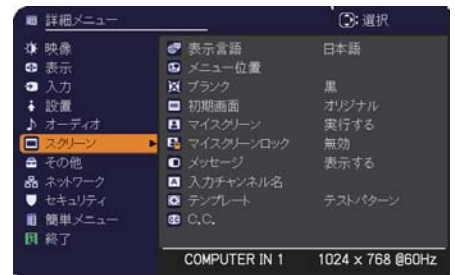 詳細メニュー
:選択
映像
表示
入力
設置
オーディオ
スクリーン
その他
ネットワーク
セキュリティ
簡単メニュー
終了
表示言語 日本語
メニュー位置
ブランク 黒
初期画面 オリジナル
マイスクリーン 実行する
マイスクリーンロック 無効
メッセージ 表示する
入力チャンネル名
テンプレート テストパターン
C.C.
COMPUTER IN 1 1024 x 768 @60Hz